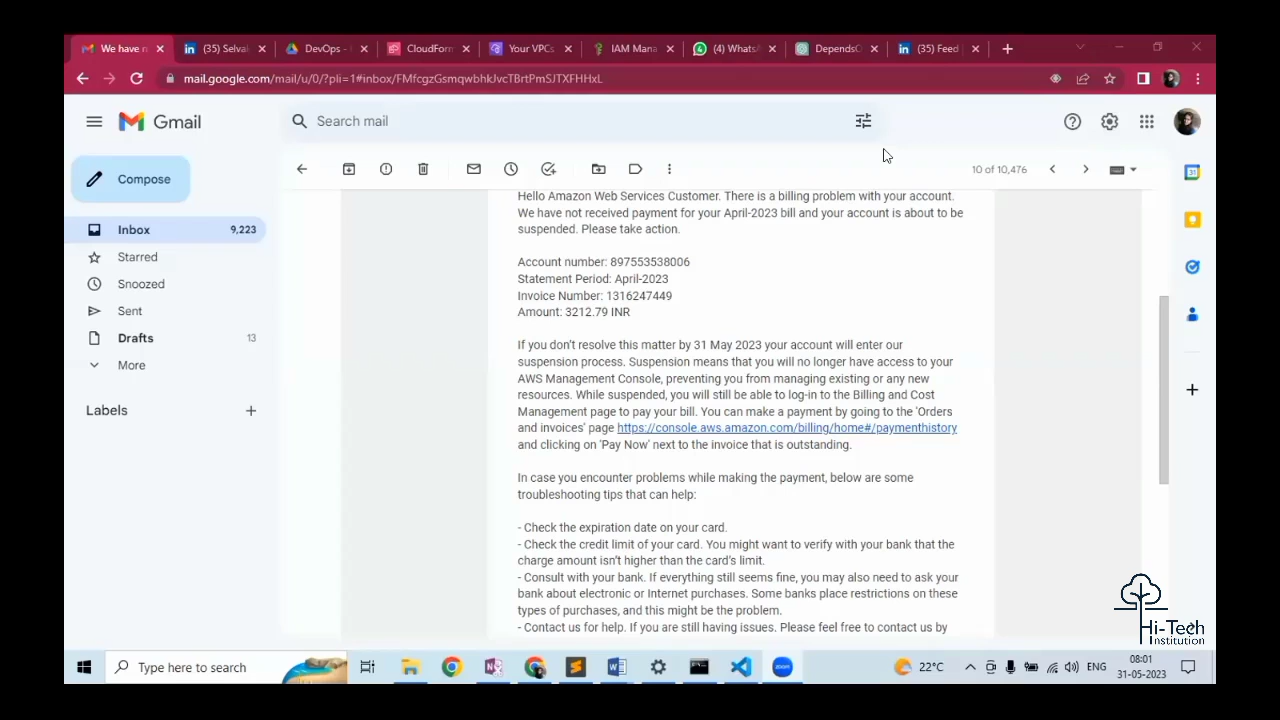 We have n
(35) Selva
DevOps -
CloudForm
Your VPCs
IAM Mana
(4) Whats
DependsO
(35) Feed
mail.google.com/mail/u/0/?pli=1#inbox/FMfcgzGsmqwbhkJvcTBrtPmSJTXFHHxL
Gmail
Search mail
Compose
10 of 10,476
Inbox 9,223
Starred
Snoozed
Sent
Drafts 13
More
Labels
Hello Amazon Web Services Customer. There is a billing problem with your account.
We have not received payment for your April-2023 bill and your account is about to be
suspended. Please take action.
Account number: 897553538006
Statement Period: April-2023
Invoice Number: 1316247449
Amount: 3212.79 INR
If you don't resolve this matter by 31 May 2023 your account will enter our
suspension process. Suspension means that you will no longer have access to your
AWS Management Console, preventing you from managing existing or any new
resources. While suspended, you will still be able to log-in to the Billing and Cost
Management page to pay your bill. You can make a payment by going to the 'Orders
and invoices' page https://console.aws.amazon.com/billing/home#/paymenthistory
and clicking on 'Pay Now' next to the invoice that is outstanding.
In case you encounter problems while making the payment, below are some
troubleshooting tips that can help:
- Check the expiration date on your card.
- Check the credit limit of your card. You might want to verify with your bank that the
charge amount isn't higher than the card's limit.
- Consult with your bank. If everything still seems fine, you may also need to ask your
bank about electronic or Internet purchases. Some banks place restrictions on these
types of purchases, and this might be the problem.
- Contact us for help. If you are still having issues. Please feel free to contact us by
Hi-Tech
Institution
Type here to search
22°C
ENG
08:01
31-05-2023